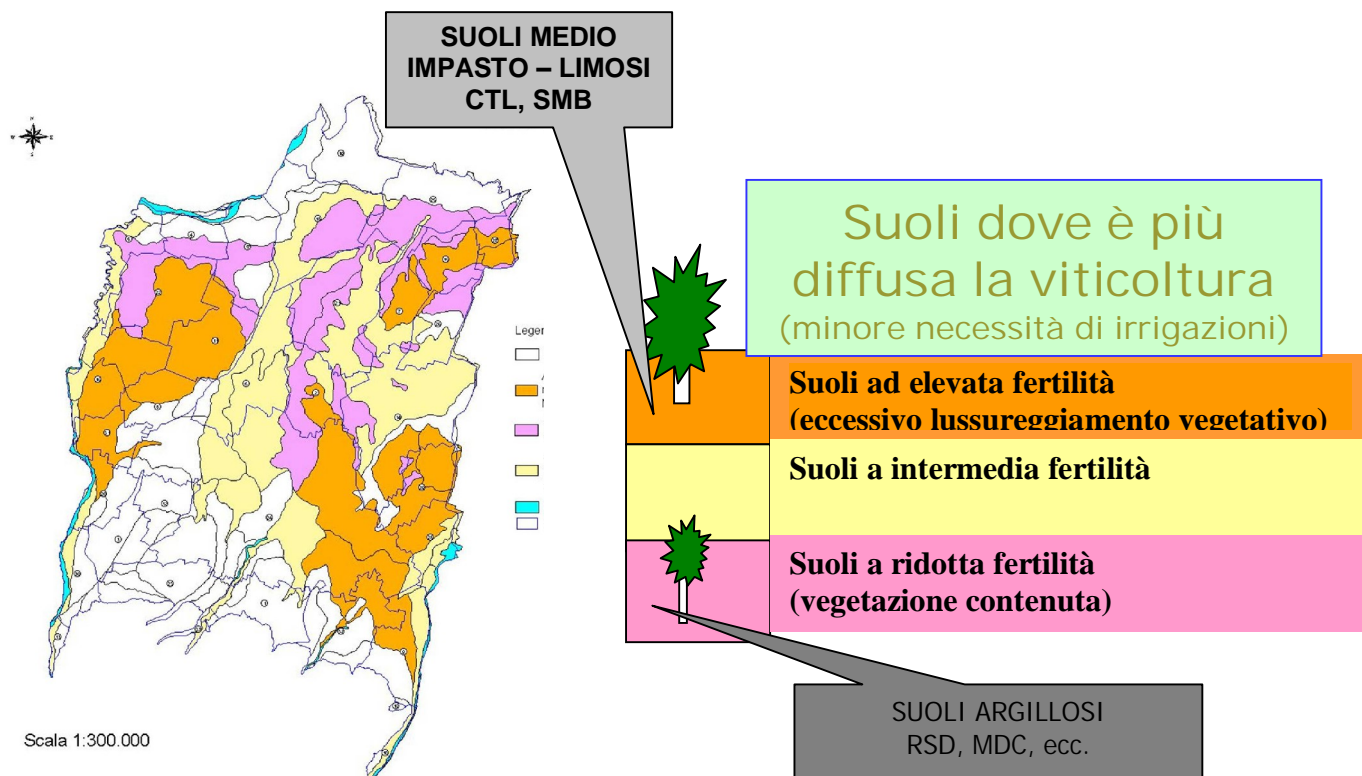 SUOLI MEDIO
IMPASTO – LIMOSI
CTL, SMB
Suoli dove è più
diffusa la viticoltura
(minore necessità di irrigazioni)
Legen
Suoli ad elevata fertilità
(eccessivo lussureggiamento vegetativo)
Suoli a intermedia fertilità
Suoli a ridotta fertilità
(vegetazione contenuta)
SUOLI ARGILLOSI
RSD, MDC, ecc.
Scala 1:300.000